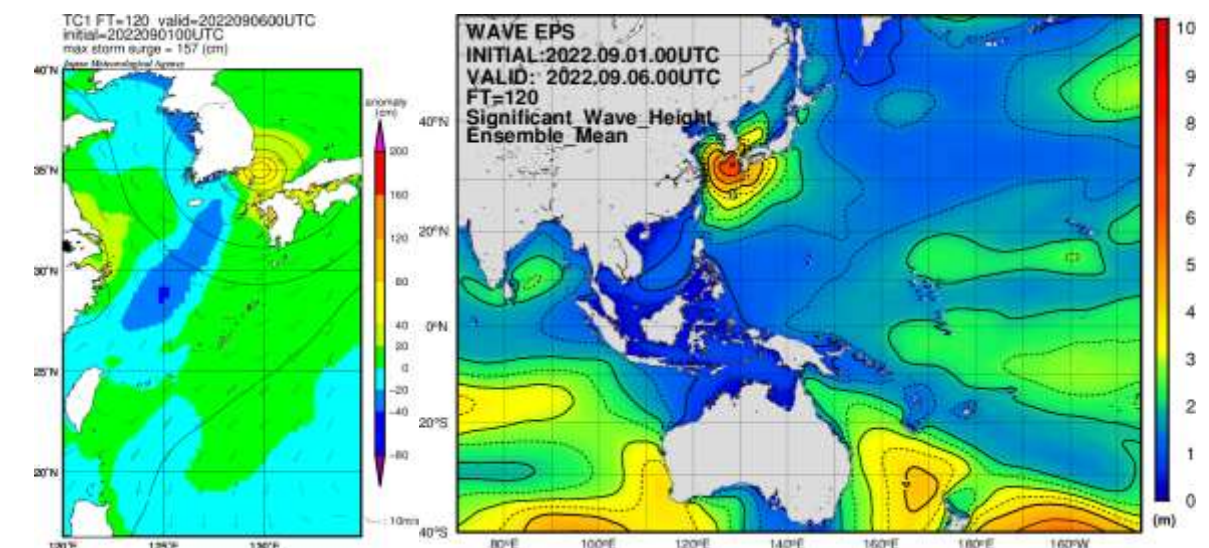 TC1 FT=120 valid=2022090600UTC
initial=2022090100UTC
max storm surge = 157 (cm)
Japan Meteorological Agency
40°N
35°N
30°N
25°N
20°N
120°E
125°E
130°E
anomaly
(cm)
200
160
120
80
40
20
0
-20
-40
-80
10m/s
WAVE EPS
INITIAL:2022.09.01.00UTC
VALID: 2022.09.06.00UTC
FT=120
Significant_Wave_Height
Ensemble_Mean
40°N
20°N
0°N
20°S
40°S
80°E
100°E
120°E
140°E
160°E
180°E
160°W
10
9
8
7
6
5
4
3
2
1
0
(m)